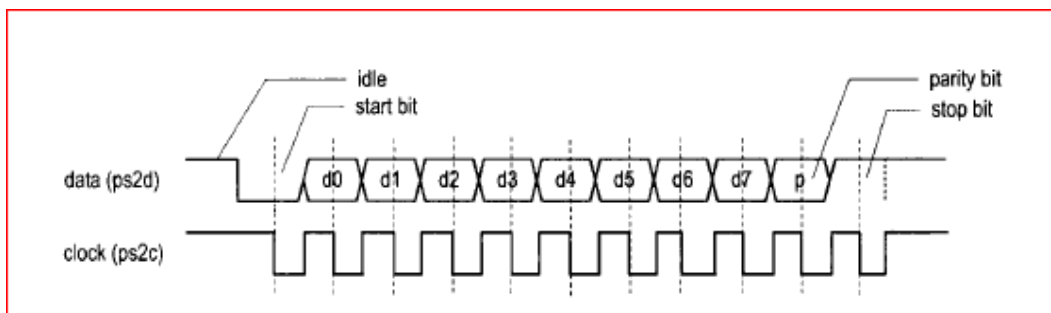 idle
parity bit
start bit
stop bit
data (ps2d)
d0 d1 d2 d3 d4 d5 d6 d7 p
clock (ps2c)